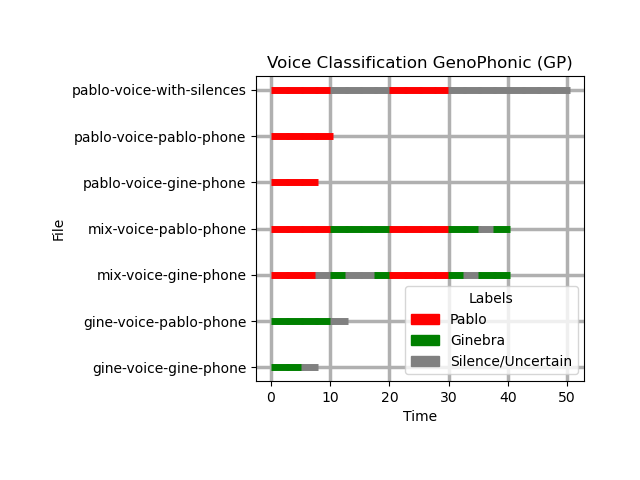 Voice Classification GenoPhonic (GP)
pablo-voice-with-silences
pablo-voice-pablo-phone
pablo-voice-gine-phone
mix-voice-pablo-phone
mix-voice-gine-phone
gine-voice-pablo-phone
gine-voice-gine-phone
File
Labels
Pablo
Ginebra
Silence/Uncertain
0 10 20 30 40 50
Time